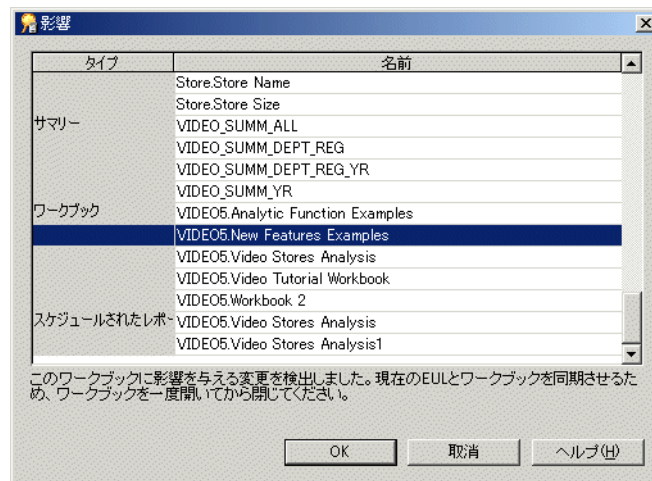 影響
タイプ 名前
Store.Store Name
Store.Store Size
サマリー VIDEO_SUMM_ALL
VIDEO_SUMM_DEPT_REG
VIDEO_SUMM_DEPT_REG_YR
VIDEO_SUMM_YR
ワークブック VIDEO5.Analytic Function Examples
VIDEO5.New Features Examples
VIDEO5.Video Stores Analysis
VIDEO5.Video Tutorial Workbook
VIDEO5.Workbook 2
スケジュールされたレポー VIDEO5.Video Stores Analysis
VIDEO5.Video Stores Analysis1
このワークブックに影響を与える変更を検出しました。現在のEULとワークブックを同期させるた
め、ワークブックを一度開いてから閉じてください。
OK 取消 ヘルプ(H)